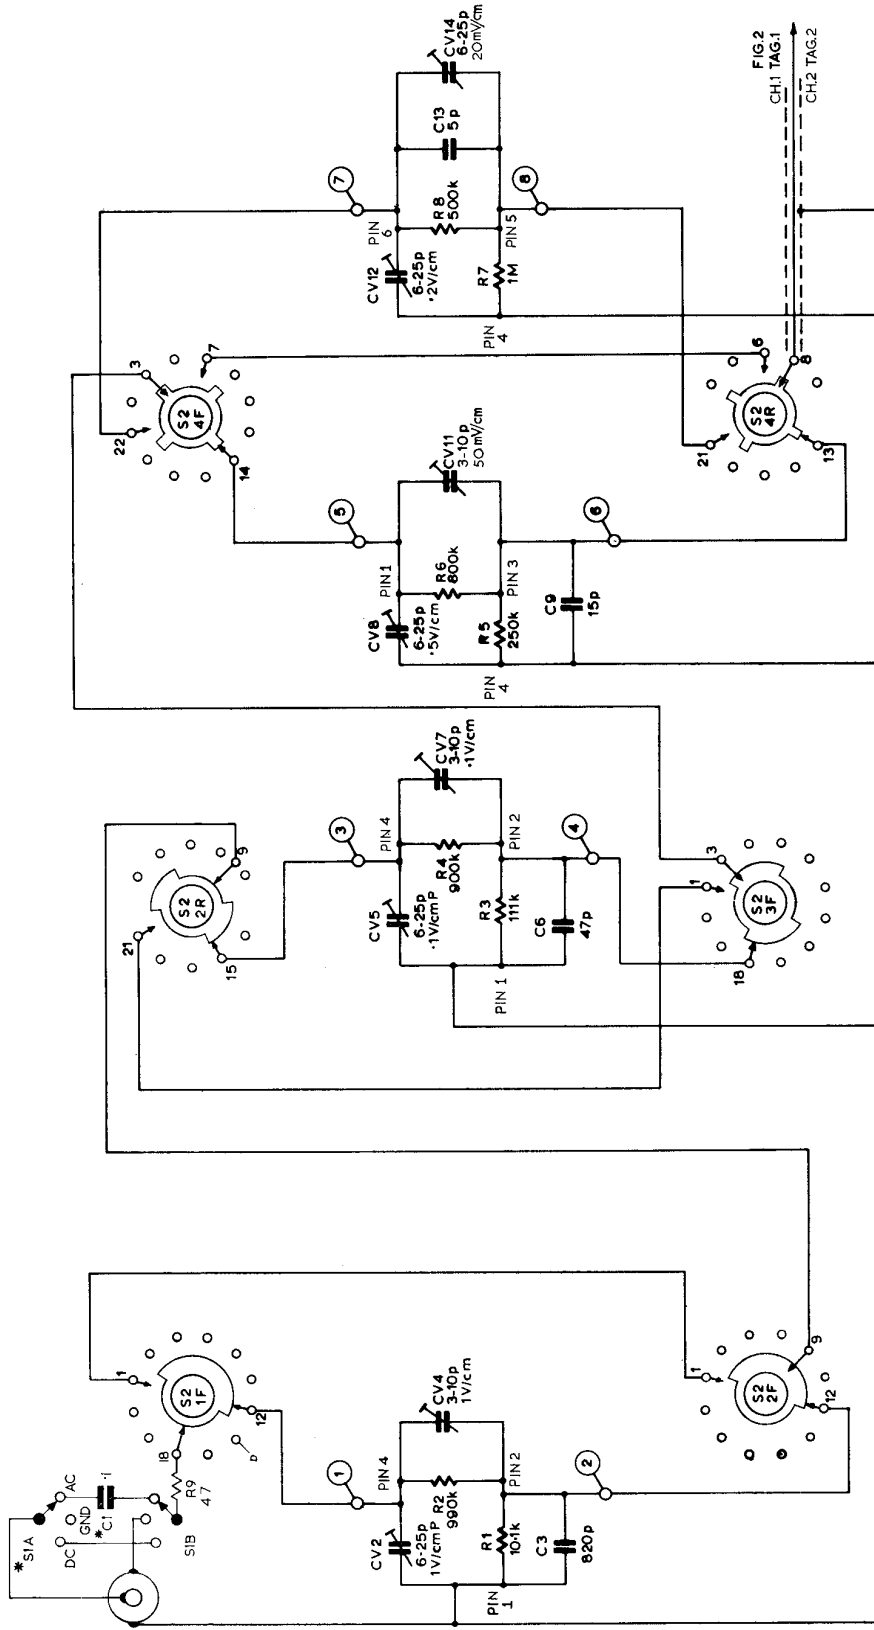 CV14
6-25p
20mV/cm
FIG.2
CH.1 TAG.1
CH.2 TAG.2
C13
5p
7
8
PIN
6
R8
500k
PIN 5
CV12
6-25p
·2V/cm
R7
1M
PIN
4
3
7
22
14
S2
4F
6
8
21
13
S2
4R
CV11
3-10p
50mV/cm
5
6
PIN 1
R6
800k
PIN 3
CV8
6-25p
·5V/cm
R5
250k
C9
15p
PIN
4
9
21
15
S2
2R
CV7
3-10p
·1V/cm
3
4
PIN 4
R4
900k
PIN 2
CV5
6-25p
·1V/cmP
R3
111k
C6
47p
PIN 1
3
1
18
S2
3F
1
18
12
S2
1F
D
R9
47
AC
·1
GND
*C1
DC
*S1A
S1B
CV4
3-10p
1V/cm
1
2
PIN 4
R2
990k
PIN 2
CV2
6-25p
1V/cmP
R1
10·1k
C3
820p
PIN
1
1
9
12
S2
2F